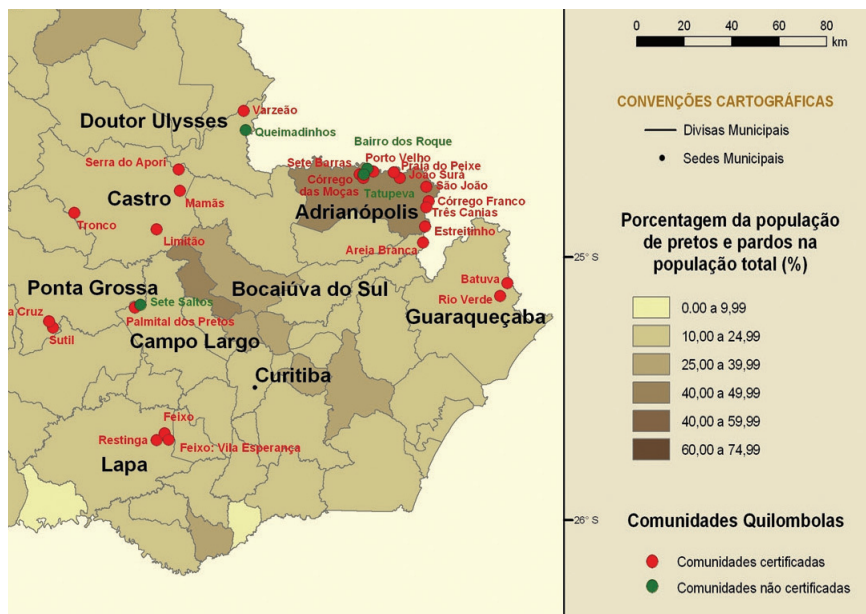 Doutor Ulysses
Varzeão
Queimadinhos
Bairro dos Roque
Serra do Apori
Sete Barras
Porto Velho
Praia do Peixe
Córrego
das Moças
João Surá
Castro
Mamãs
Tatupeva
São João
Adrianópolis
Córrego Franco
Três Canias
Tronco
Limitão
Estreitinho
Areia Branca
Ponta Grossa
Sete Saltos
Bocaiúva do Sul
Batuva
Rio Verde
a Cruz
Palmital dos Pretos
Guaraqueçaba
Sutil
Campo Largo
Curitiba
Feixo
Restinga
Feixo: Vila Esperança
Lapa
0 20 40 60 80
km
CONVENÇÕES CARTOGRÁFICAS
Divisas Municipais
Sedes Municipais
Porcentagem da população
de pretos e pardos na
população total (%)
25° S
0.00 a 9,99
10,00 a 24,99
25,00 a 39,99
40,00 a 49,99
40,00 a 59,99
60,00 a 74,99
26° S
Comunidades Quilombolas
Comunidades certificadas
Comunidades não certificadas